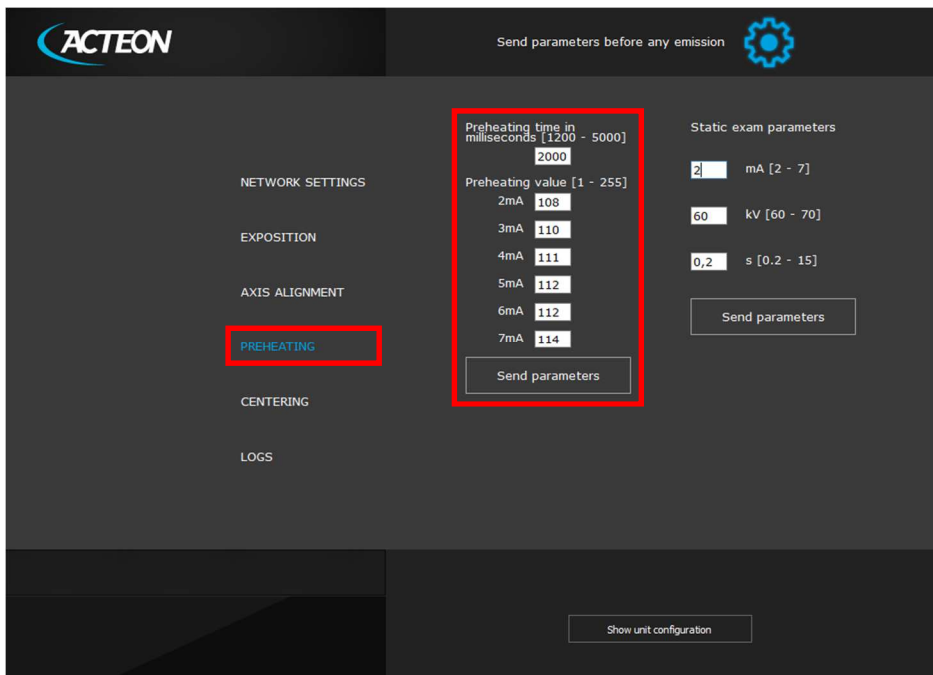 ACTEON
Send parameters before any emission
NETWORK SETTINGS
EXPOSITION
AXIS ALIGNMENT
PREHEATING
CENTERING
LOGS
Preheating time in
milliseconds [1200 - 5000]
2000
Preheating value [1 - 255]
2mA 108
3mA 110
4mA 111
5mA 112
6mA 112
7mA 114
Send parameters
Static exam parameters
2 mA [2 - 7]
60 kV [60 - 70]
0,2 s [0.2 - 15]
Send parameters
Show unit configuration